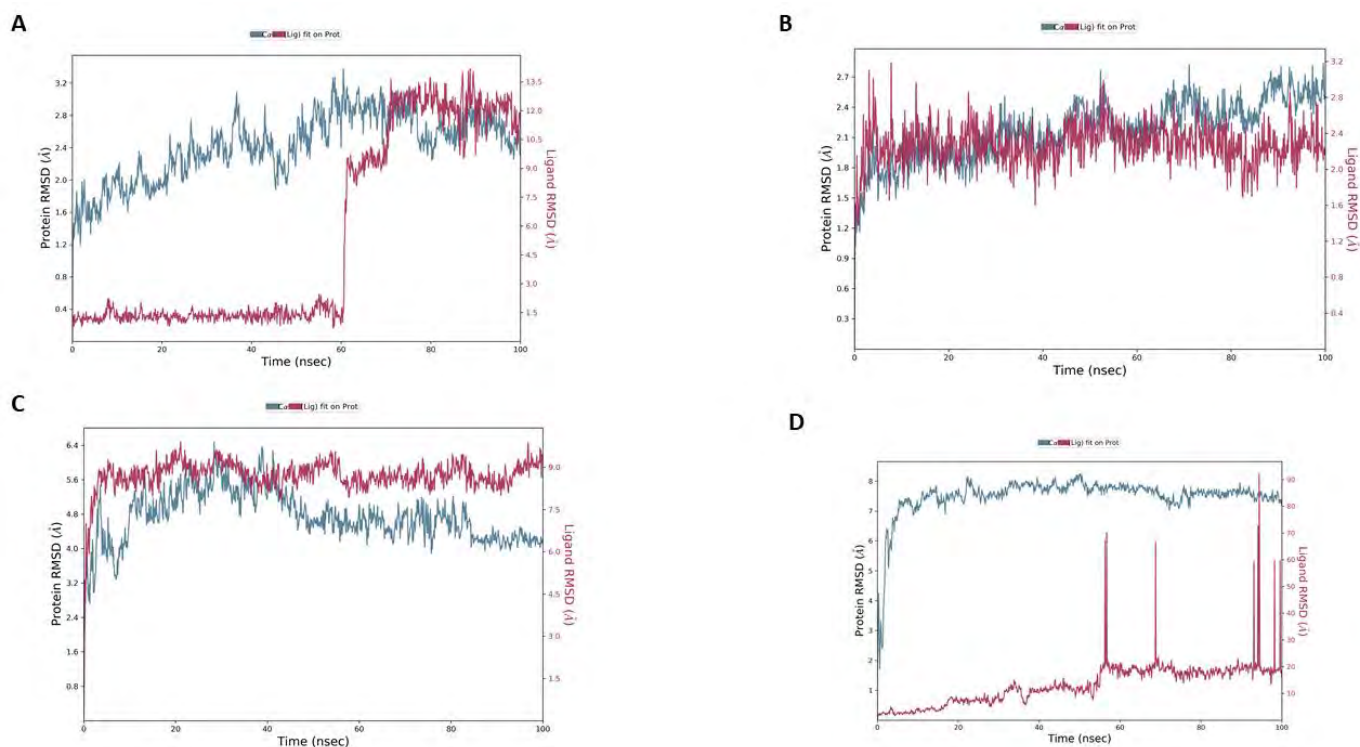 A
Cα (Lig) fit on Prot
Protein RMSD (Å)
3.2
2.8
2.4
2.0
1.6
1.2
0.8
0.4
13.5
12.0
10.5
9.0
7.5
6.0
4.5
3.0
1.5
Ligand RMSD (Å)
0 20 40 60 80 100
Time (nsec)
B
Cα (Lig) fit on Prot
Protein RMSD (Å)
2.7
2.4
2.1
1.8
1.5
1.2
0.9
0.6
0.3
3.2
2.8
2.4
2.0
1.6
1.2
0.8
0.4
Ligand RMSD (Å)
0 20 40 60 80 100
Time (nsec)
C
Cα (Lig) fit on Prot
Protein RMSD (Å)
6.4
5.6
4.8
4.0
3.2
2.4
1.6
0.8
9.0
7.5
6.0
4.5
3.0
1.5
Ligand RMSD (Å)
0 20 40 60 80 100
Time (nsec)
D
Cα (Lig) fit on Prot
Protein RMSD (Å)
8
7
6
5
4
3
2
1
90
80
70
60
50
40
30
20
10
Ligand RMSD (Å)
20 40 60 80 100
Time (nsec)